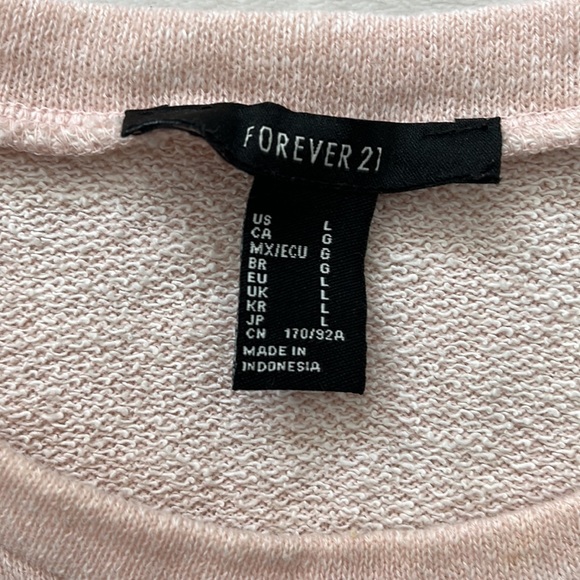 FOREVER 21
US L
CA G
MX/ECU G
BR G
EU L
UK L
KR L
JP L
CN 170/92A
MADE IN
INDONESIA